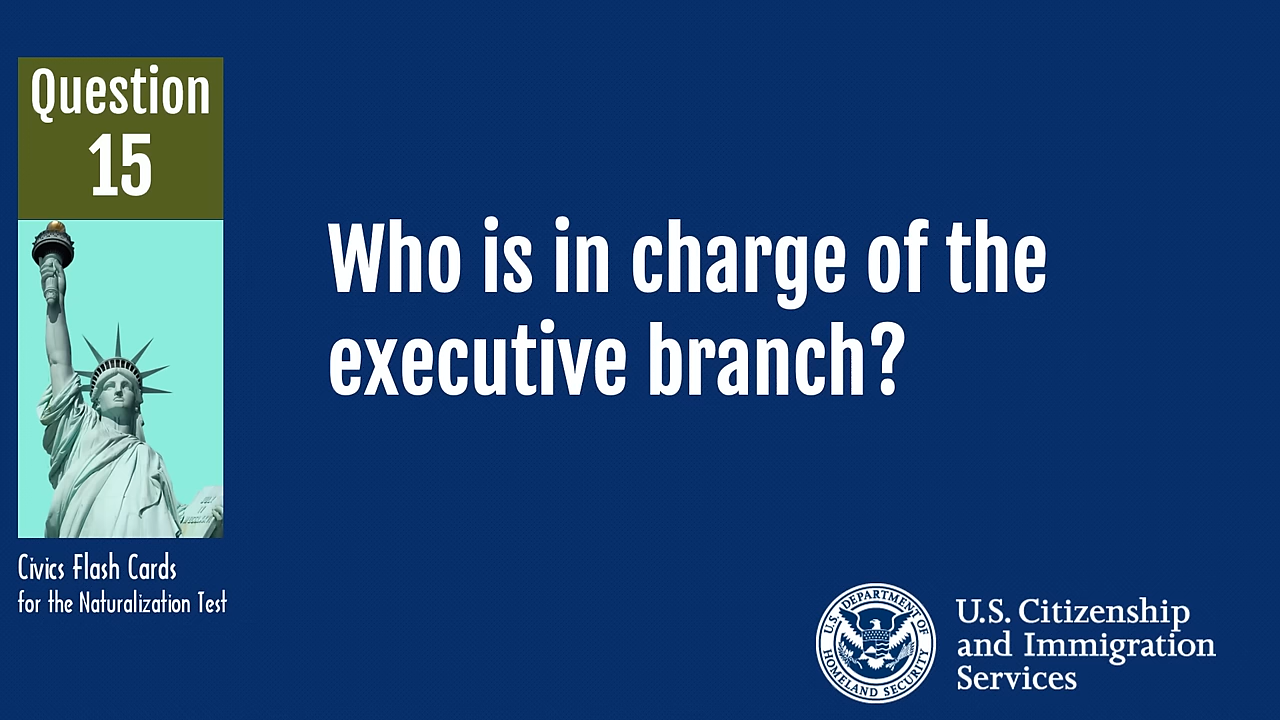 Question
15
Who is in charge of the
executive branch?
Civics Flash Cards
for the Naturalization Test
U.S. DEPARTMENT OF
HOMELAND SECURITY
U.S. Citizenship
and Immigration
Services